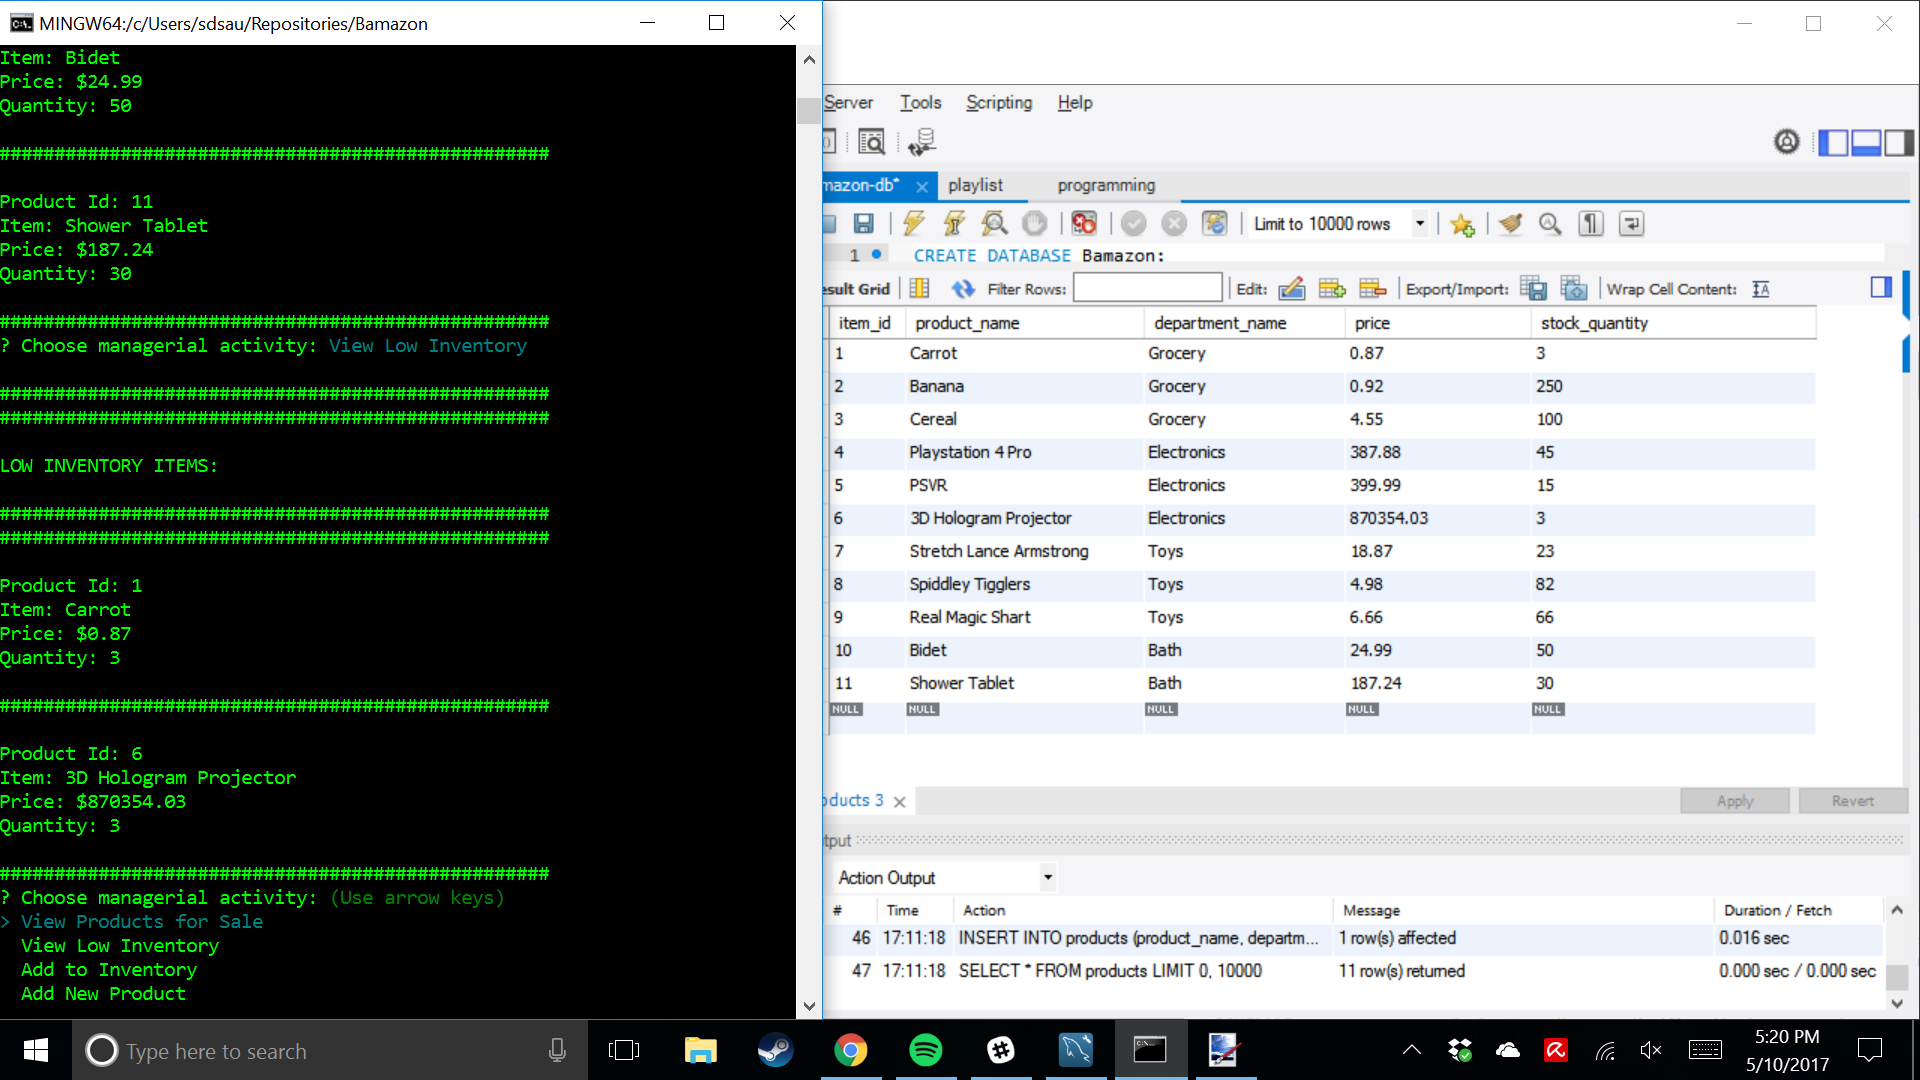 MINGW64:/c/Users/sdsau/Repositories/Bamazon
Item: Bidet
Price: $24.99
Quantity: 50
##################################################
Product Id: 11
Item: Shower Tablet
Price: $187.24
Quantity: 30
##################################################
? Choose managerial activity: View Low Inventory
##################################################
##################################################
LOW INVENTORY ITEMS:
##################################################
##################################################
Product Id: 1
Item: Carrot
Price: $0.87
Quantity: 3
##################################################
Product Id: 6
Item: 3D Hologram Projector
Price: $870354.03
Quantity: 3
##################################################
? Choose managerial activity: (Use arrow keys)
> View Products for Sale
View Low Inventory
Add to Inventory
Add New Product
Server Tools Scripting Help
mazon-db* playlist programming
Limit to 10000 rows
1 CREATE DATABASE Bamazon;
esult Grid Filter Rows: Edit: Export/Import: Wrap Cell Content:
item_id product_name department_name price stock_quantity
1 Carrot Grocery 0.87 3
2 Banana Grocery 0.92 250
3 Cereal Grocery 4.55 100
4 Playstation 4 Pro Electronics 387.88 45
5 PSVR Electronics 399.99 15
6 3D Hologram Projector Electronics 870354.03 3
7 Stretch Lance Armstrong Toys 18.87 23
8 Spiddley Tigglers Toys 4.98 82
9 Real Magic Shart Toys 6.66 66
10 Bidet Bath 24.99 50
11 Shower Tablet Bath 187.24 30
NULL NULL NULL NULL NULL
oducts 3 Apply Revert
tput
Action Output
# Time Action Message Duration / Fetch
46 17:11:18 INSERT INTO products (product_name, departm... 1 row(s) affected 0.016 sec
47 17:11:18 SELECT * FROM products LIMIT 0, 10000 11 row(s) returned 0.000 sec / 0.000 sec
Type here to search
5:20 PM
5/10/2017